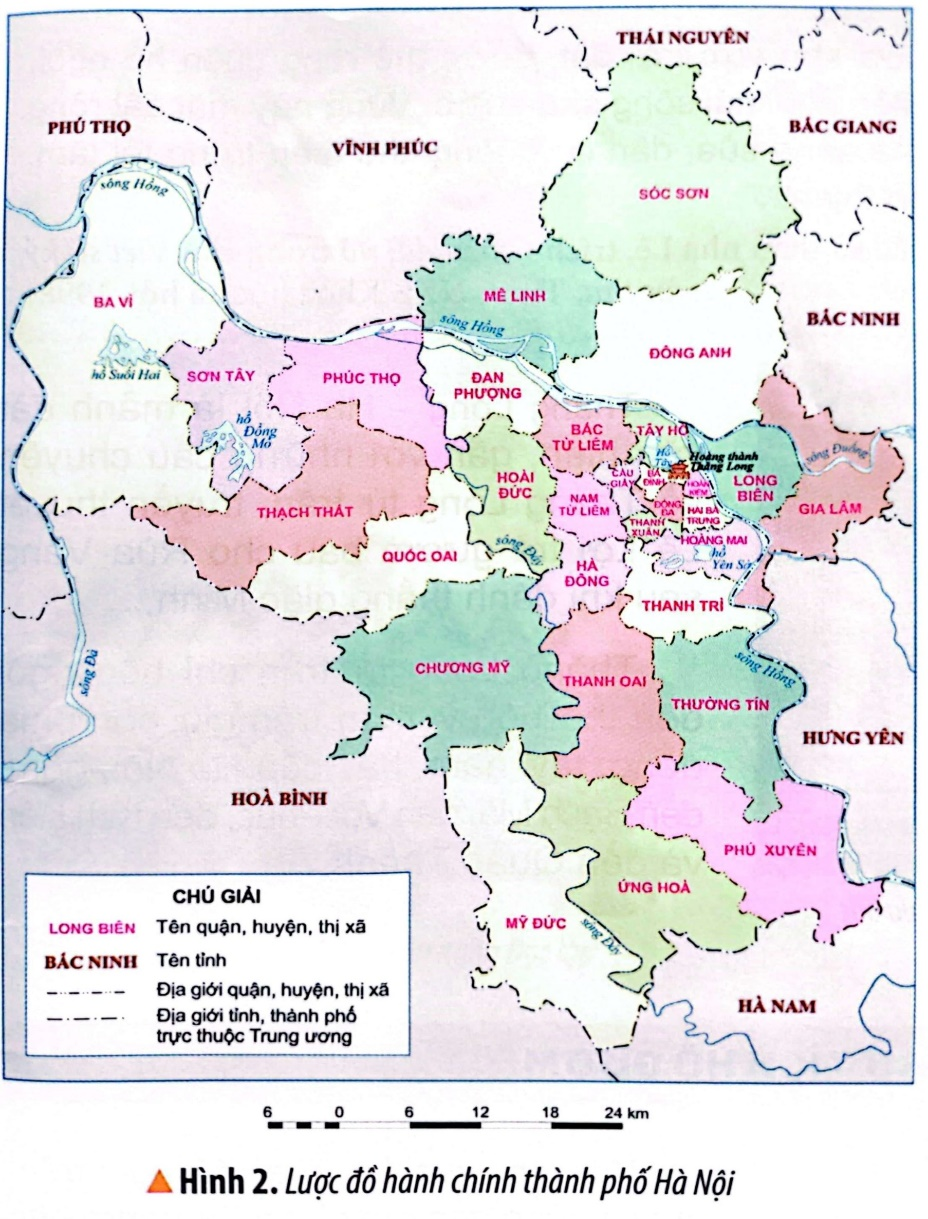 THÁI NGUYÊN
PHÚ THỌ
VĨNH PHÚC
BẮC GIANG
sông Hồng
SÓC SƠN
BA VÌ
MÊ LINH
sông Hồng
BẮC NINH
hồ Suối Hai
SƠN TÂY
PHÚC THỌ
ĐAN
PHƯỢNG
ĐÔNG ANH
hồ
Đồng
Mô
BẮC
TỪ LIÊM
TÂY HỒ
Hồ
Tây
Hoàng thành
Thăng Long
sông Đuống
HOÀI
ĐỨC
CẦU
GIẤY
BA
ĐÌNH
HOÀN
KIẾM
LONG
BIÊN
GIA LÂM
THẠCH THẤT
NAM
TỪ LIÊM
ĐỐNG
ĐA
HAI BÀ
TRƯNG
THANH
XUÂN
QUỐC OAI
sông Đáy
HOÀNG MAI
hồ
Yên Sở
HÀ
ĐÔNG
THANH TRÌ
sông Đà
CHƯƠNG MỸ
THANH OAI
sông Hồng
THƯỜNG TÍN
HƯNG YÊN
HOÀ BÌNH
PHÚ XUYÊN
ỨNG HOÀ
MỸ ĐỨC
sông Đáy
HÀ NAM
CHÚ GIẢI
LONG BIÊN Tên quận, huyện, thị xã
BẮC NINH Tên tỉnh
Địa giới quận, huyện, thị xã
Địa giới tỉnh, thành phố
trực thuộc Trung ương
6 0 6 12 18 24 km
Hình 2. Lược đồ hành chính thành phố Hà Nội